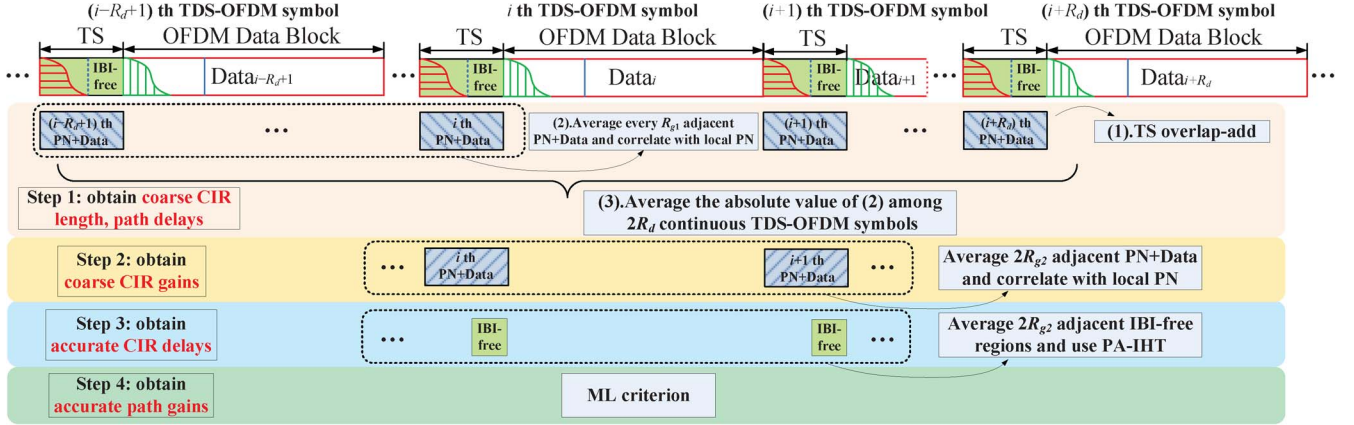 (i−R_d+1) th TDS-OFDM symbol
i th TDS-OFDM symbol
(i+1) th TDS-OFDM symbol
(i+R_d) th TDS-OFDM symbol
TS
OFDM Data Block
TS
OFDM Data Block
TS
TS
OFDM Data Block
...
IBI-
free
Data_{i−R_d+1}
...
IBI-
free
Data_i
IBI-
free
Data_{i+1}
...
IBI-
free
Data_{i+R_d}
...
(i−R_d+1) th
PN+Data
...
i th
PN+Data
(2).Average every R_{g1} adjacent
PN+Data and correlate with local PN
(i+1) th
PN+Data
...
(i+R_d) th
PN+Data
(1).TS overlap-add
Step 1: obtain coarse CIR
length, path delays
(3).Average the absolute value of (2) among
2R_d continuous TDS-OFDM symbols
Step 2: obtain
coarse CIR gains
...
i th
PN+Data
i+1 th
PN+Data
...
Average 2R_{g2} adjacent PN+Data
and correlate with local PN
Step 3: obtain
accurate CIR delays
...
IBI-
free
IBI-
free
...
Average 2R_{g2} adjacent IBI-free
regions and use PA-IHT
Step 4: obtain
accurate path gains
ML criterion